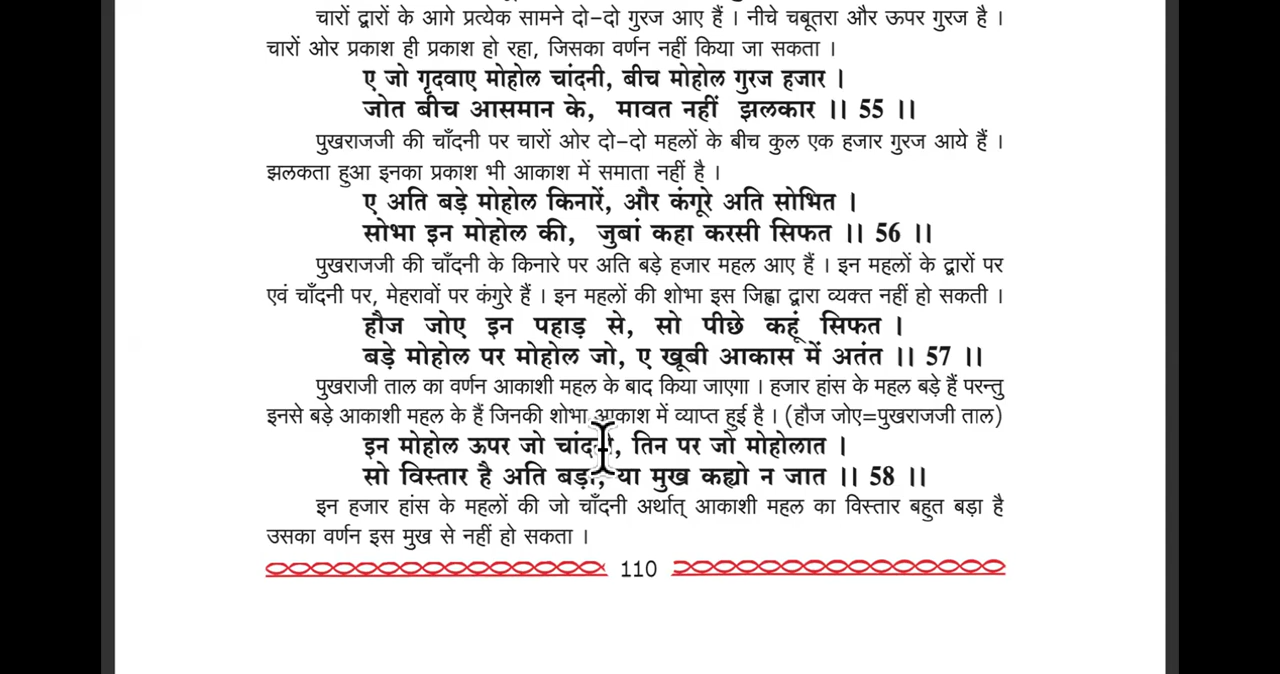 चारों द्वारों के आगे प्रत्येक सामने दो-दो गुरज आए हैं । नीचे चबूतरा और ऊपर गुरज है ।
चारों ओर प्रकाश ही प्रकाश हो रहा, जिसका वर्णन नहीं किया जा सकता ।
ए जो गृदवाए मोहोल चांदनी, बीच मोहोल गुरज हजार ।
जोत बीच आसमान के, मावत नहीं झलकार ।। 55 ।।
पुखराजजी की चाँदनी पर चारों ओर दो-दो महलों के बीच कुल एक हजार गुरज आये हैं ।
झलकता हुआ इनका प्रकाश भी आकाश में समाता नहीं है ।
ए अति बड़े मोहोल किनारें, और कंगूरे अति सोभित ।
सोभा इन मोहोल की, जुबां कहा करसी सिफत ।। 56 ।।
पुखराजजी की चाँदनी के किनारे पर अति बड़े हजार महल आए हैं । इन महलों के द्वारों पर
एवं चाँदनी पर, मेहरावों पर कंगुरे हैं । इन महलों की शोभा इस जिह्वा द्वारा व्यक्त नहीं हो सकती ।
हौज जोए इन पहाड़ से, सो पीछे कहूं सिफत ।
बड़े मोहोल पर मोहोल जो, ए खूबी आकास में अतंत ।। 57 ।।
पुखराजी ताल का वर्णन आकाशी महल के बाद किया जाएगा । हजार हांस के महल बड़े हैं परन्तु
इनसे बड़े आकाशी महल के हैं जिनकी शोभा आकाश में व्याप्त हुई है । (हौज जोए=पुखराजजी ताल)
इन मोहोल ऊपर जो चांदनी, तिन पर जो मोहोलात ।
सो विस्तार है अति बड़ा, या मुख कह्यो न जात ।। 58 ।।
इन हजार हांस के महलों की जो चाँदनी अर्थात् आकाशी महल का विस्तार बहुत बड़ा है
उसका वर्णन इस मुख से नहीं हो सकता ।
110